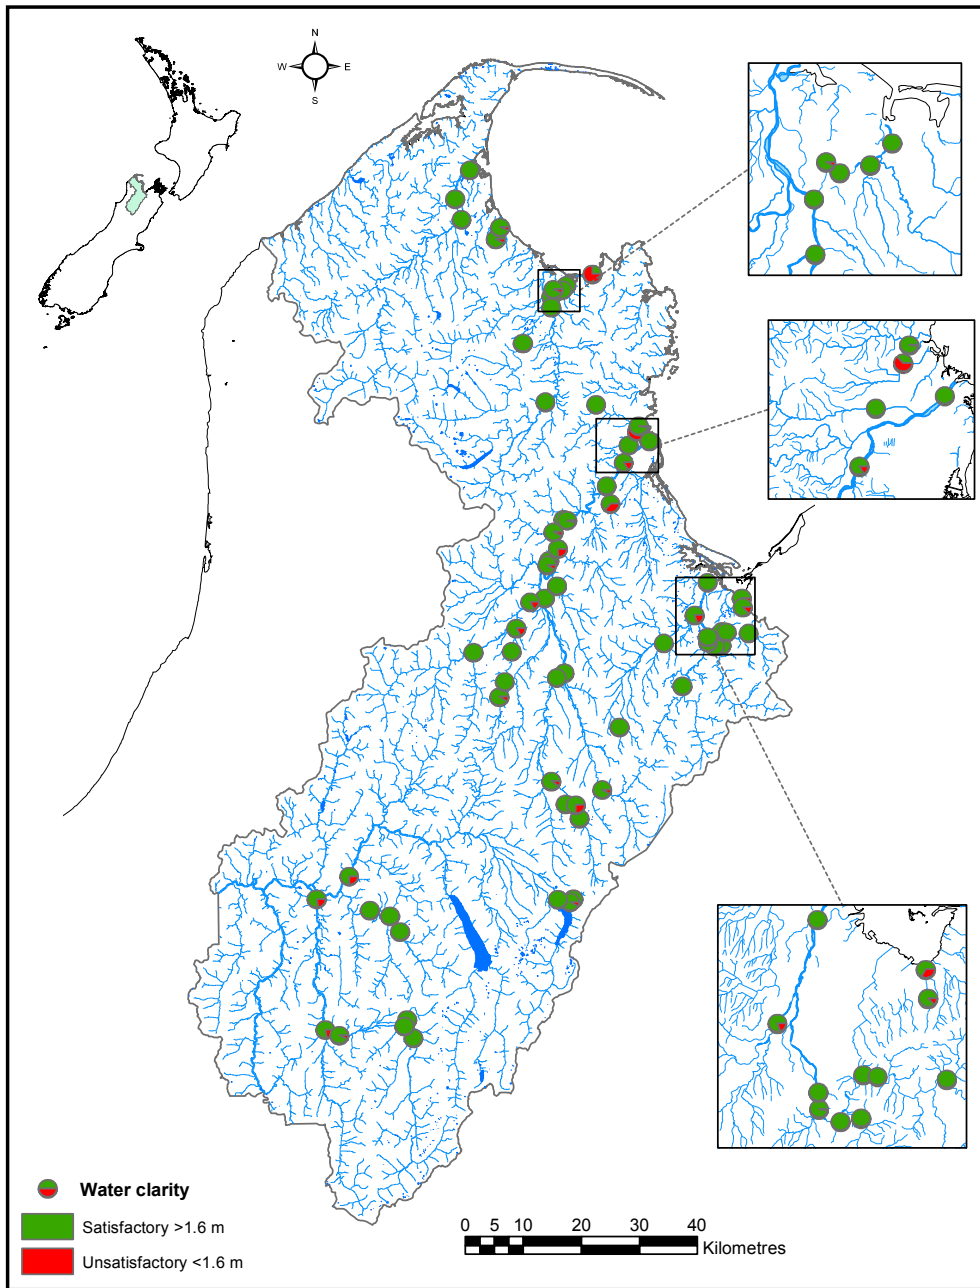 N
W E
S
Water clarity
Satisfactory >1.6 m
Unsatisfactory <1.6 m
0 5 10 20 30 40
Kilometres